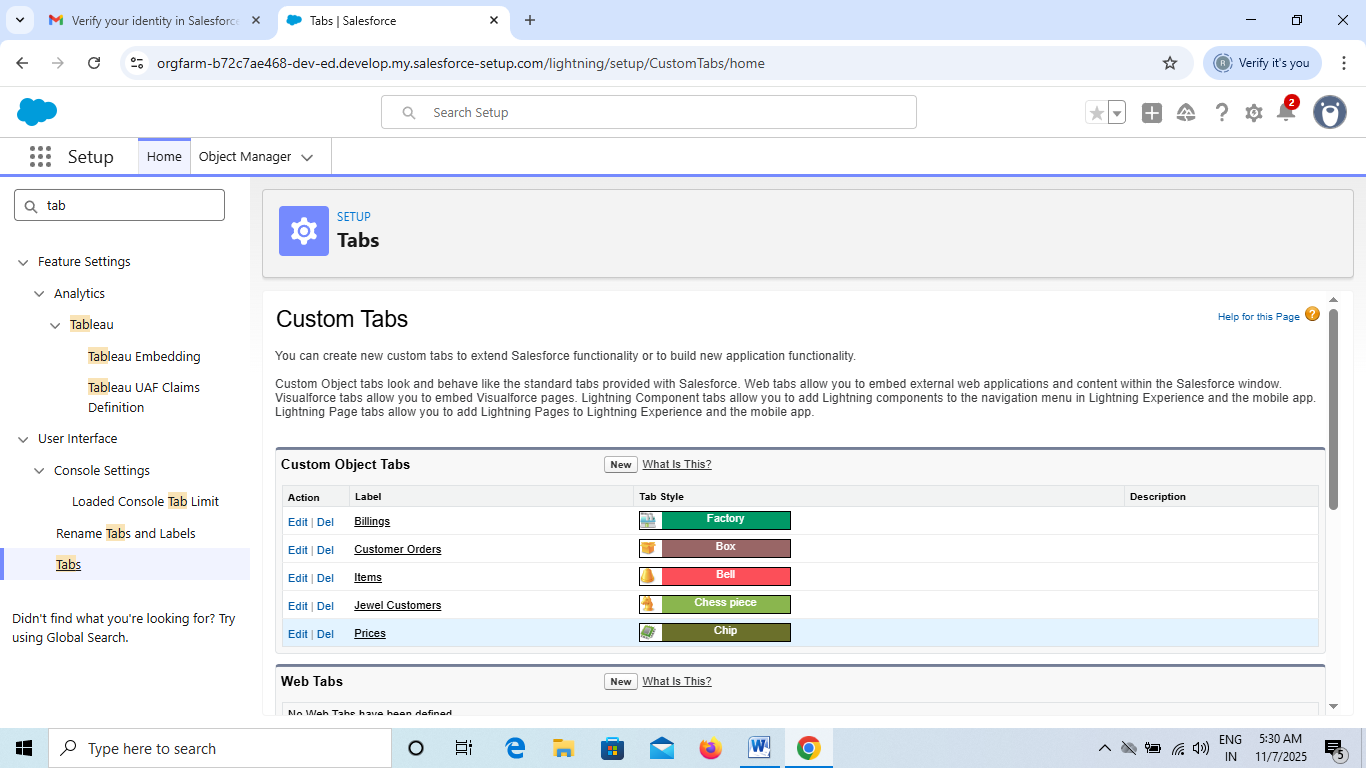 Verify your identity in Salesforce
Tabs | Salesforce
orgfarm-b72c7ae468-dev-ed.develop.my.salesforce-setup.com/lightning/setup/CustomTabs/home
R
Verify it's you
Search Setup
2
Setup
Home
Object Manager
tab
Feature Settings
Analytics
Tableau
Tableau Embedding
Tableau UAF Claims
Definition
User Interface
Console Settings
Loaded Console Tab Limit
Rename Tabs and Labels
Tabs
Didn't find what you're looking for? Try
using Global Search.
SETUP
Tabs
Custom Tabs
Help for this Page ?
You can create new custom tabs to extend Salesforce functionality or to build new application functionality.
Custom Object tabs look and behave like the standard tabs provided with Salesforce. Web tabs allow you to embed external web applications and content within the Salesforce window.
Visualforce tabs allow you to embed Visualforce pages. Lightning Component tabs allow you to add Lightning components to the navigation menu in Lightning Experience and the mobile app.
Lightning Page tabs allow you to add Lightning Pages to Lightning Experience and the mobile app.
Custom Object Tabs New What Is This?
Action Label Tab Style Description
Edit | Del Billings Factory
Edit | Del Customer Orders Box
Edit | Del Items Bell
Edit | Del Jewel Customers Chess piece
Edit | Del Prices Chip
Web Tabs New What Is This?
No Web Tabs have been defined
Type here to search
ENG
IN
5:30 AM
11/7/2025
5